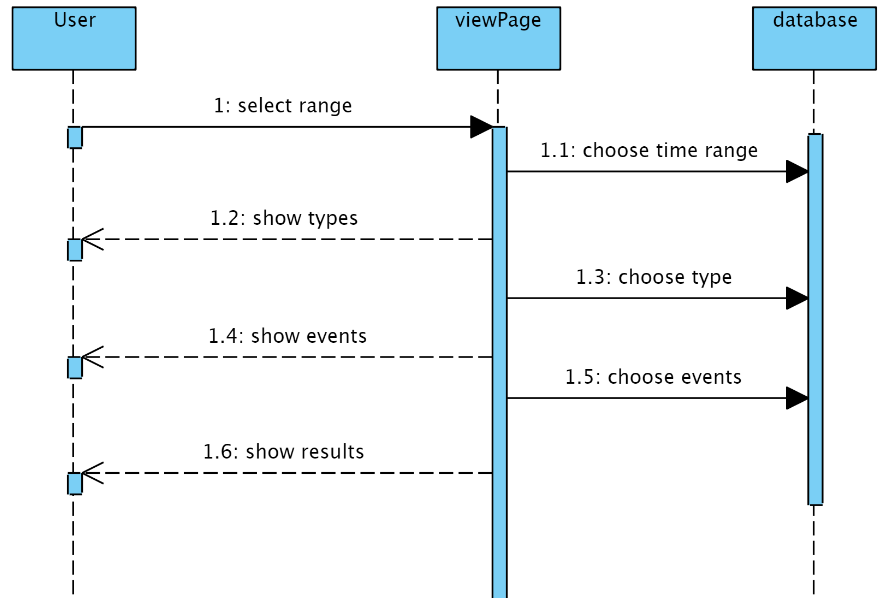 User
viewPage
database
1: select range
1.1: choose time range
1.2: show types
1.3: choose type
1.4: show events
1.5: choose events
1.6: show results